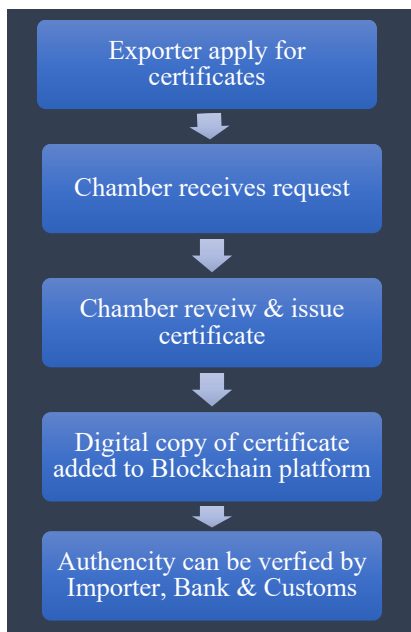 Exporter apply for
certificates
Chamber receives request
Chamber reveiw & issue
certificate
Digital copy of certificate
added to Blockchain platform
Authencity can be verfied by
Importer, Bank & Customs